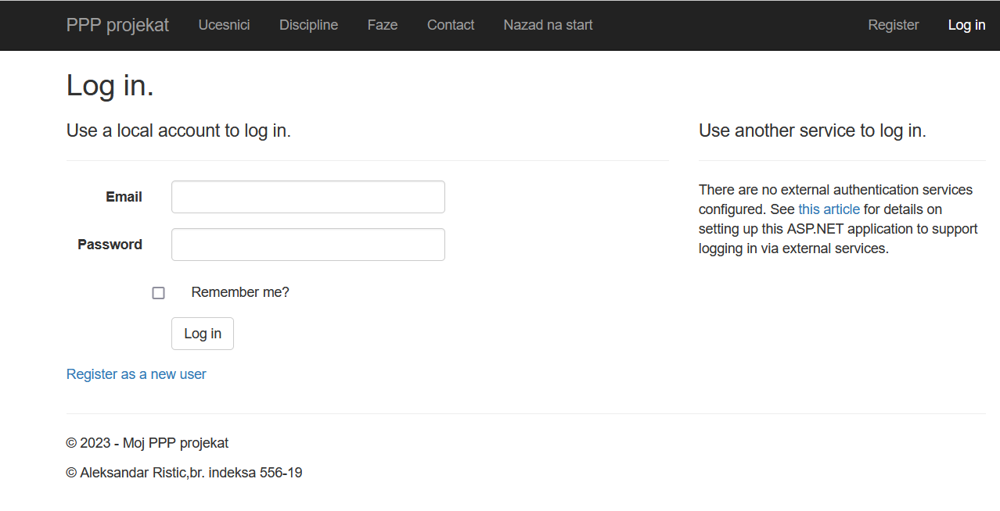 PPP projekat Ucesnici Discipline Faze Contact Nazad na start Register Log in
Log in.
Use a local account to log in.
Email
Password
Remember me?
Log in
Register as a new user
Use another service to log in.
There are no external authentication services
configured. See this article for details on
setting up this ASP.NET application to support
logging in via external services.
© 2023 - Moj PPP projekat
© Aleksandar Ristic,br. indeksa 556-19